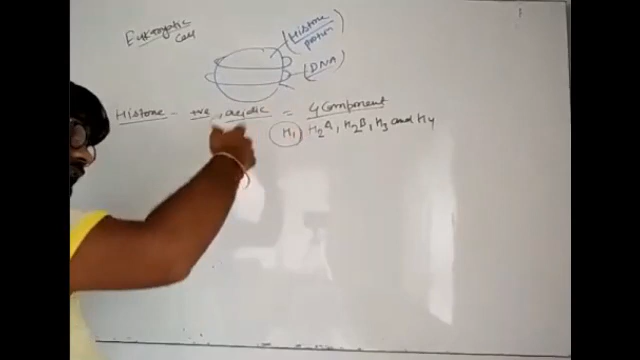 Eukaryotic
Cell
Histone
protein
DNA
Histone - +ve, acidic = 4 Component
H1 H2A, H2B, H3 and H4